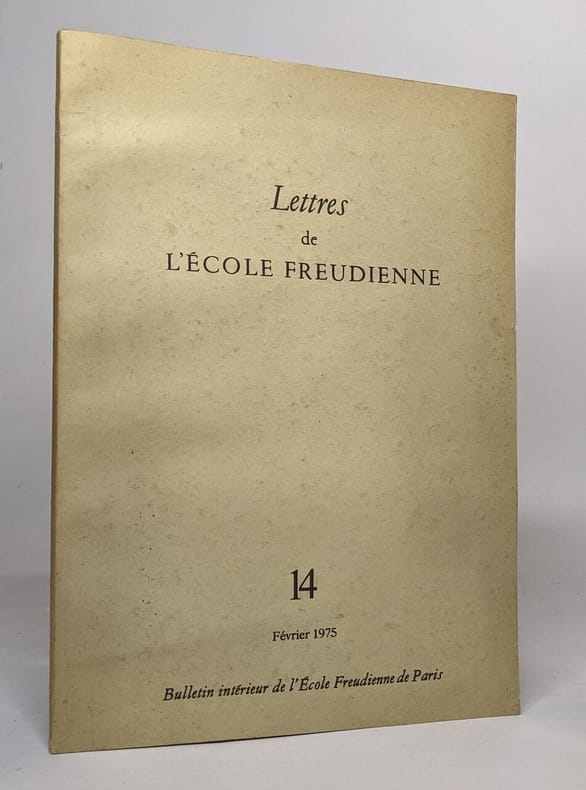 Lettres
de
L'ÉCOLE FREUDIENNE
14
Février 1975
Bulletin intérieur de l'École Freudienne de Paris